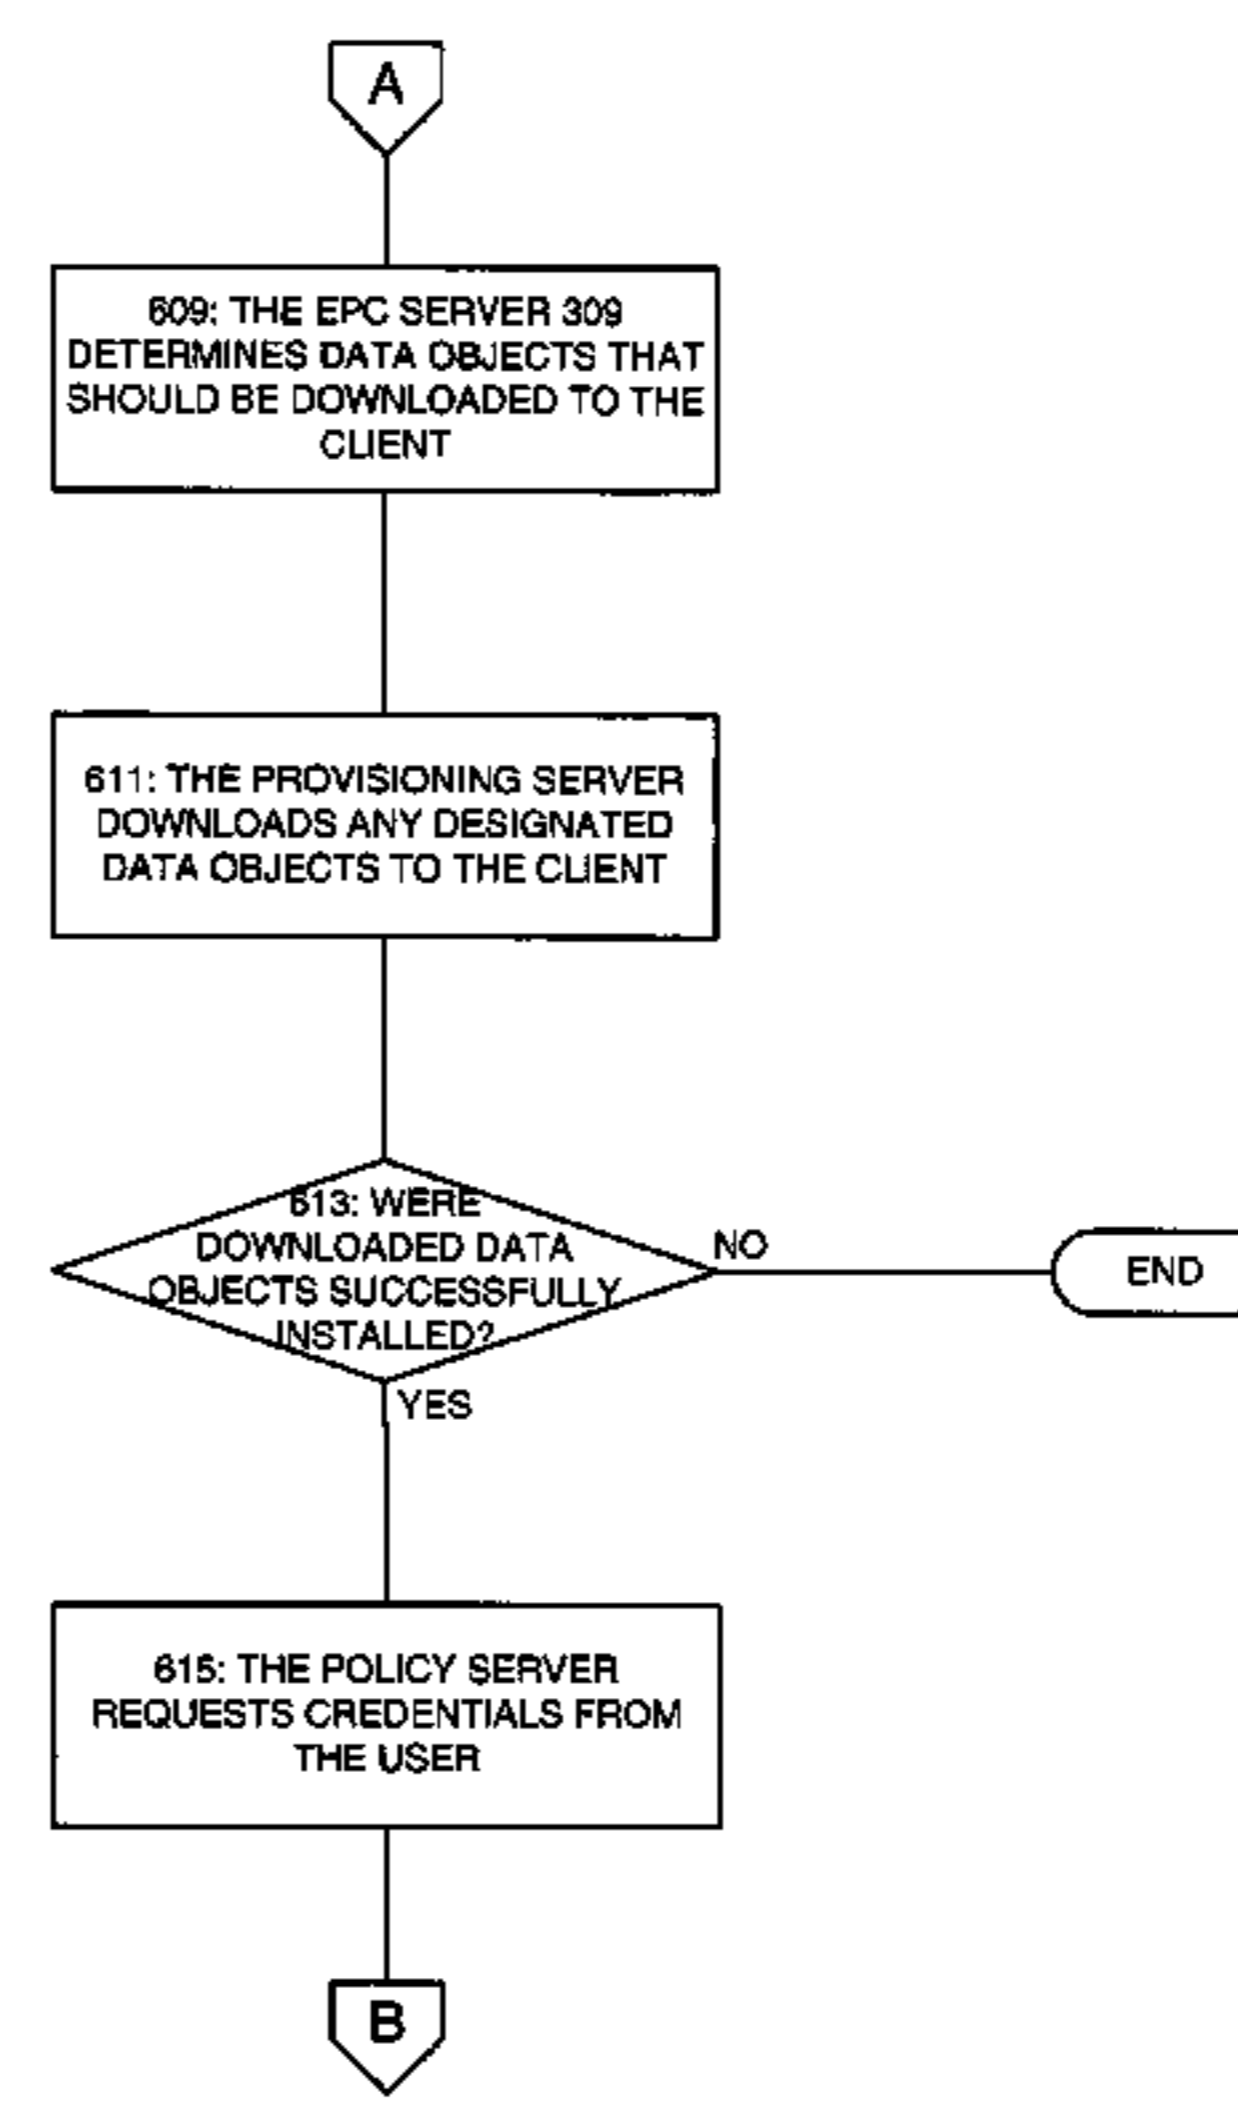 A
609: THE EPC SERVER 309
DETERMINES DATA OBJECTS THAT
SHOULD BE DOWNLOADED TO THE
CLIENT
611: THE PROVISIONING SERVER
DOWNLOADS ANY DESIGNATED
DATA OBJECTS TO THE CLIENT
613: WERE
DOWNLOADED DATA
OBJECTS SUCCESSFULLY
INSTALLED?
NO
END
YES
615: THE POLICY SERVER
REQUESTS CREDENTIALS FROM
THE USER
B